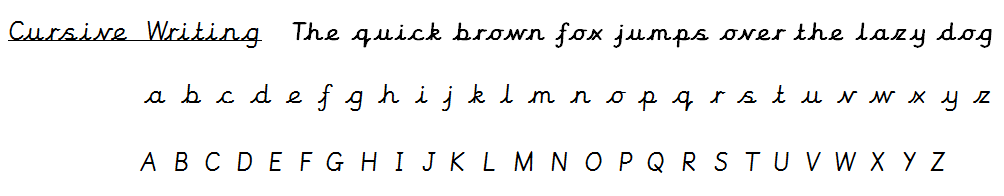 Cursive Writing The quick brown fox jumps over the lazy dog
a b c d e f g h i j k l m n o p q r s t u v w x y z
A B C D E F G H I J K L M N O P Q R S T U V W X Y Z